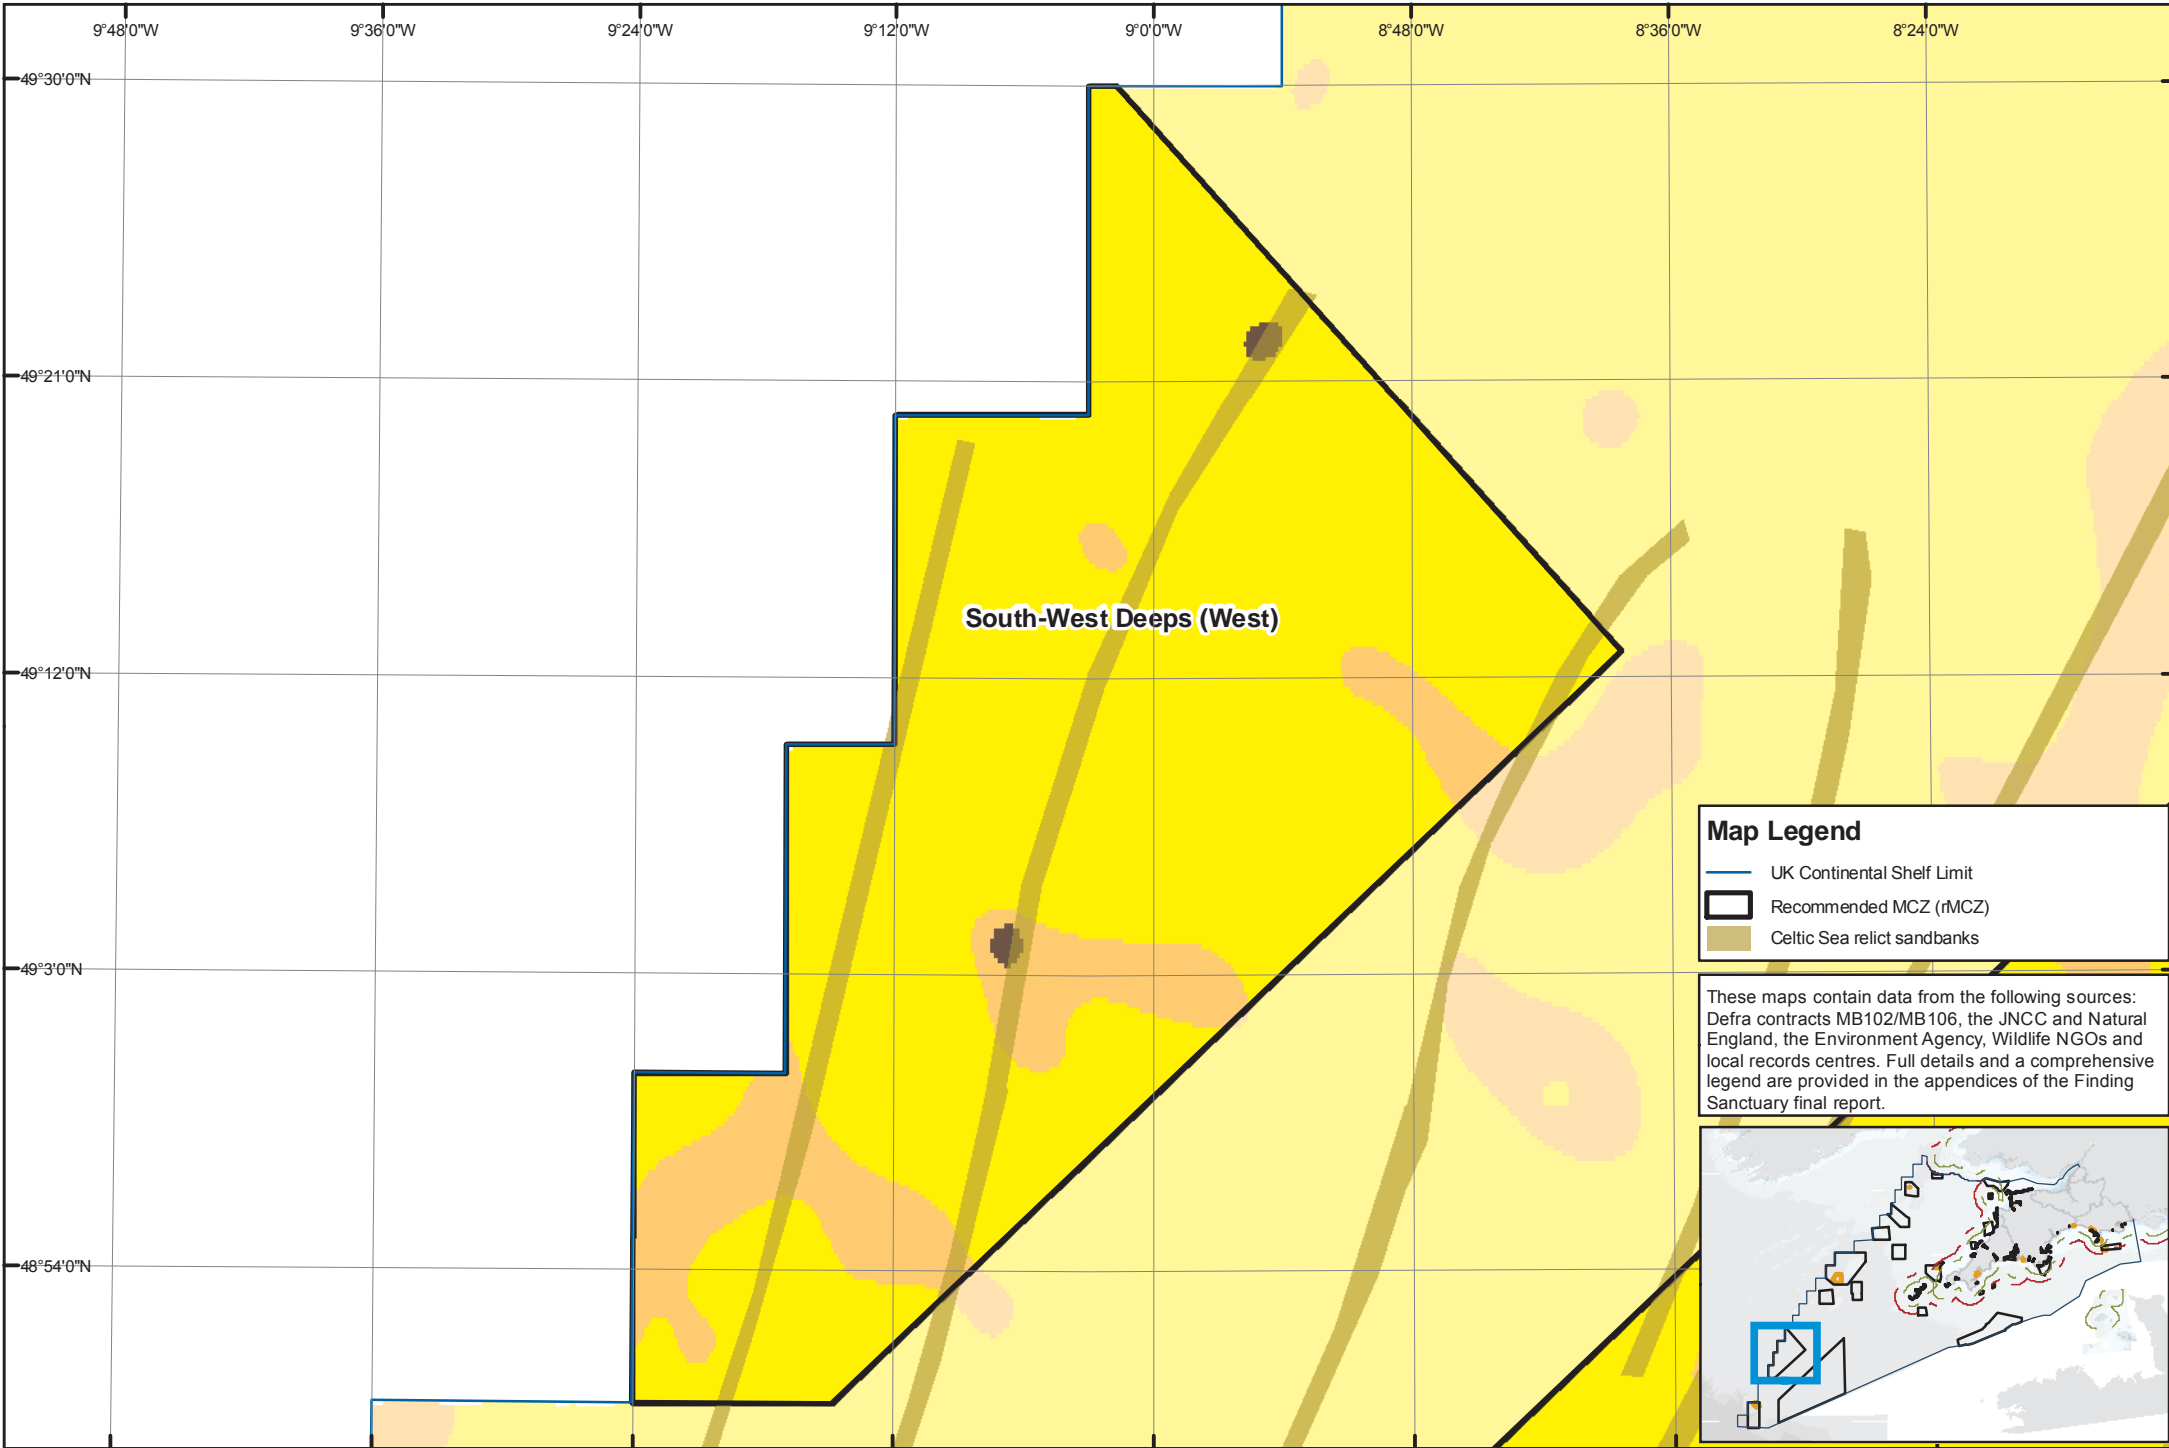 9°48'0"W 9°36'0"W 9°24'0"W 9°12'0"W 9°0'0"W 8°48'0"W 8°36'0"W 8°24'0"W
49°30'0"N
49°21'0"N
South-West Deeps (West)
49°12'0"N
Map Legend
UK Continental Shelf Limit
Recommended MCZ (rMCZ)
Celtic Sea relict sandbanks
49°3'0"N
These maps contain data from the following sources:
Defra contracts MB102/MB106, the JNCC and Natural
England, the Environment Agency, Wildlife NGOs and
local records centres. Full details and a comprehensive
legend are provided in the appendices of the Finding
Sanctuary final report.
48°54'0"N